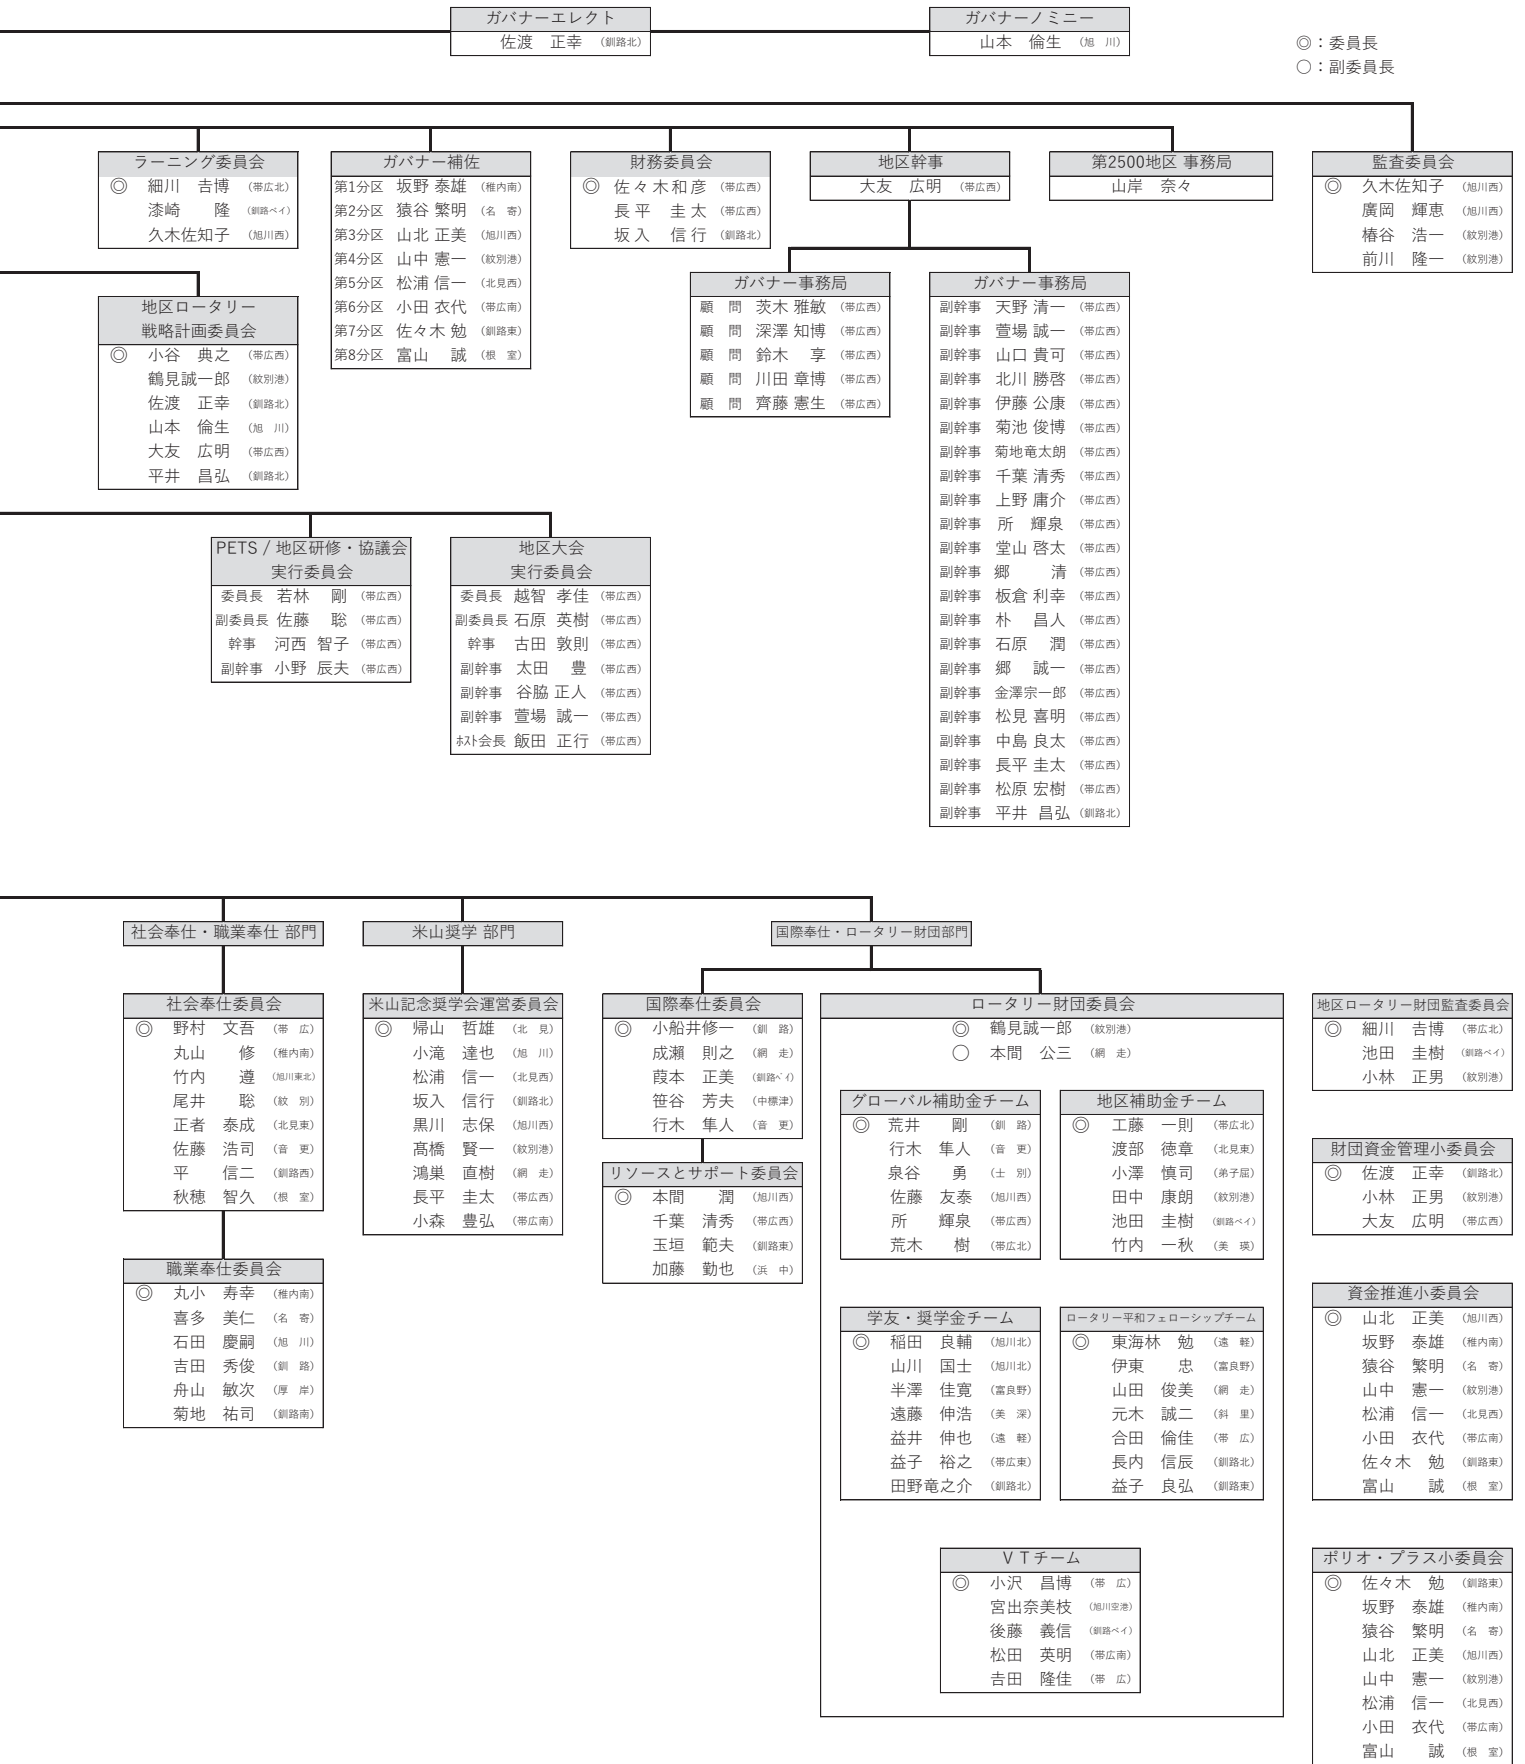 ガバナーエレクト
佐渡　正幸 （釧路北）
ガバナーノミニー
山本　倫生 （旭　川）
◎：委員長
○：副委員長
ラーニング委員会
◎ 細川　𠮷博 （帯広北）
漆崎　　隆 （釧路ベイ）
久木佐知子 （旭川西）
ガバナー補佐
第1分区 坂野 泰雄 （稚内南）
第2分区 猿谷 繁明 （名　寄）
第3分区 山北 正美 （旭川西）
第4分区 山中 憲一 （紋別港）
第5分区 松浦 信一 （北見西）
第6分区 小田 衣代 （帯広南）
第7分区 佐々木 勉 （釧路東）
第8分区 富山　誠 （根　室）
財務委員会
◎ 佐々木和彦 （帯広西）
長平　圭太 （帯広西）
坂入　信行 （釧路北）
地区幹事
大友　広明 （帯広西）
第2500地区 事務局
山岸　奈々
監査委員会
◎ 久木佐知子 （旭川西）
廣岡　輝恵 （旭川西）
椿谷　浩一 （紋別港）
前川　隆一 （紋別港）
地区ロータリー
戦略計画委員会
◎ 小谷　典之 （帯広西）
鶴見誠一郎 （紋別港）
佐渡　正幸 （釧路北）
山本　倫生 （旭　川）
大友　広明 （帯広西）
平井　昌弘 （釧路北）
ガバナー事務局
顧　問 茨木 雅敏 （帯広西）
顧　問 深澤 知博 （帯広西）
顧　問 鈴木　享 （帯広西）
顧　問 川田 章博 （帯広西）
顧　問 齊藤 憲生 （帯広西）
ガバナー事務局
副幹事 天野 清一 （帯広西）
副幹事 萱場 誠一 （帯広西）
副幹事 山口 貴可 （帯広西）
副幹事 北川 勝啓 （帯広西）
副幹事 伊藤 公康 （帯広西）
副幹事 菊池 俊博 （帯広西）
副幹事 菊地竜太朗 （帯広西）
副幹事 千葉 清秀 （帯広西）
副幹事 上野 庸介 （帯広西）
副幹事 所　輝泉 （帯広西）
副幹事 堂山 啓太 （帯広西）
副幹事 郷　　清 （帯広西）
副幹事 板倉 利幸 （帯広西）
副幹事 朴　昌人 （帯広西）
副幹事 石原　潤 （帯広西）
副幹事 郷　誠一 （帯広西）
副幹事 金澤宗一郎 （帯広西）
副幹事 松見 喜明 （帯広西）
副幹事 中島 良太 （帯広西）
副幹事 長平 圭太 （帯広西）
副幹事 松原 宏樹 （帯広西）
副幹事 平井　昌弘 （釧路北）
PETS / 地区研修・協議会
実行委員会
委員長 若林　剛 （帯広西）
副委員長 佐藤　聡 （帯広西）
幹事 河西 智子 （帯広西）
副幹事 小野 辰夫 （帯広西）
地区大会
実行委員会
委員長 越智 孝佳 （帯広西）
副委員長 石原 英樹 （帯広西）
幹事 古田 敦則 （帯広西）
副幹事 太田　豊 （帯広西）
副幹事 谷脇 正人 （帯広西）
副幹事 萱場 誠一 （帯広西）
ﾎｽﾄ会長 飯田 正行 （帯広西）
社会奉仕・職業奉仕 部門
米山奨学 部門
国際奉仕・ロータリー財団部門
社会奉仕委員会
◎ 野村　文吾 （帯　広）
丸山　　修 （稚内南）
竹内　　遵 （旭川東北）
尾井　　聡 （紋　別）
正者　泰成 （北見東）
佐藤　浩司 （音　更）
平　　信二 （釧路西）
秋穂　智久 （根　室）
職業奉仕委員会
◎ 丸小　寿幸 （稚内南）
喜多　美仁 （名　寄）
石田　慶嗣 （旭　川）
吉田　秀俊 （釧　路）
舟山　敏次 （厚　岸）
菊地　祐司 （釧路南）
米山記念奨学会運営委員会
◎ 帰山　哲雄 （北　見）
小滝　達也 （旭　川）
松浦　信一 （北見西）
坂入　信行 （釧路北）
黒川　志保 （旭川西）
髙橋　賢一 （紋別港）
鴻巣　直樹 （網　走）
長平　圭太 （帯広西）
小森　豊弘 （帯広南）
国際奉仕委員会
◎ 小船井修一 （釧　路）
成瀬　則之 （網　走）
葭本　正美 （釧路ベイ）
笹谷　芳夫 （中標津）
行木　隼人 （音　更）
リソースとサポート委員会
◎ 本間　　潤 （旭川西）
千葉　清秀 （帯広西）
玉垣　範夫 （釧路東）
加藤　勤也 （浜　中）
ロータリー財団委員会
◎ 鶴見誠一郎 （紋別港）
○ 本間　公三 （網　走）
グローバル補助金チーム
◎ 荒井　　剛 （釧　路）
行木　隼人 （音　更）
泉谷　　勇 （士　別）
佐藤　友泰 （旭川西）
所　　輝泉 （帯広西）
荒木　　樹 （帯広北）
地区補助金チーム
◎ 工藤　一則 （帯広北）
渡部　徳章 （北見東）
小澤　慎司 （弟子屈）
田中　康朗 （紋別港）
池田　圭樹 （釧路ベイ）
竹内　一秋 （美　瑛）
学友・奨学金チーム
◎ 稲田　良輔 （旭川北）
山川　国士 （旭川北）
半澤　佳寛 （富良野）
遠藤　伸浩 （美　深）
益井　伸也 （遠　軽）
益子　裕之 （帯広東）
田野竜之介 （釧路北）
ロータリー平和フェローシップチーム
◎ 東海林　勉 （遠　軽）
伊東　　忠 （富良野）
山田　俊美 （網　走）
元木　誠二 （斜　里）
合田　倫佳 （帯　広）
長内　信辰 （釧路北）
益子　良弘 （釧路東）
ＶＴチーム
◎ 小沢　昌博 （帯　広）
宮出奈美枝 （旭川空港）
後藤　義信 （釧路ベイ）
松田　英明 （帯広南）
𠮷田　隆佳 （帯　広）
地区ロータリー財団監査委員会
◎ 細川　𠮷博 （帯広北）
池田　圭樹 （釧路ベイ）
小林　正男 （紋別港）
財団資金管理小委員会
◎ 佐渡　正幸 （釧路北）
小林　正男 （紋別港）
大友　広明 （帯広西）
資金推進小委員会
◎ 山北　正美 （旭川西）
坂野　泰雄 （稚内南）
猿谷　繁明 （名　寄）
山中　憲一 （紋別港）
松浦　信一 （北見西）
小田　衣代 （帯広南）
佐々木　勉 （釧路東）
富山　　誠 （根　室）
ポリオ・プラス小委員会
◎ 佐々木　勉 （釧路東）
坂野　泰雄 （稚内南）
猿谷　繁明 （名　寄）
山北　正美 （旭川西）
山中　憲一 （紋別港）
松浦　信一 （北見西）
小田　衣代 （帯広南）
富山　　誠 （根　室）